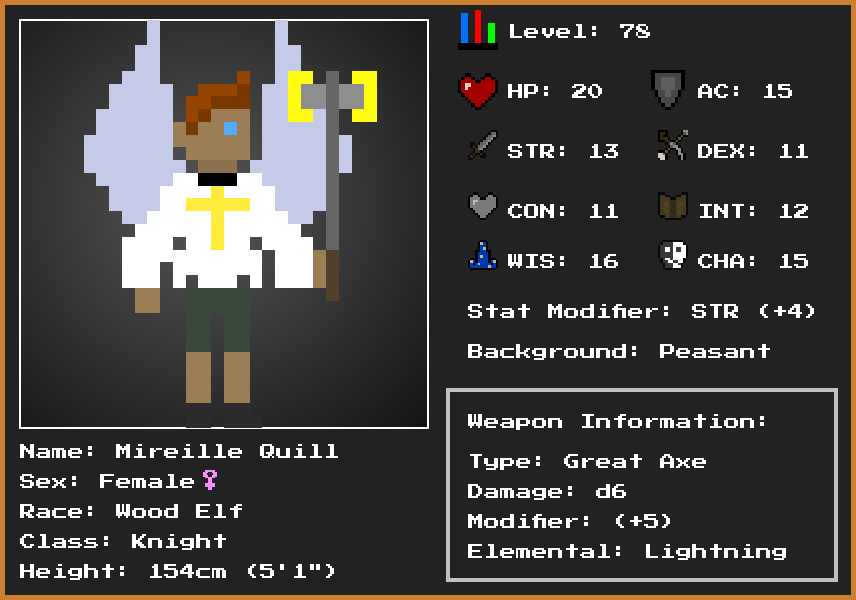 Level: 78
HP: 20
AC: 15
STR: 13
DEX: 11
CON: 11
INT: 12
WIS: 16
CHA: 15
Stat Modifier: STR (+4)
Background: Peasant
Weapon Information:
Type: Great Axe
Damage: d6
Modifier: (+5)
Elemental: Lightning
Name: Mireille Quill
Sex: Female♀
Race: Wood Elf
Class: Knight
Height: 154cm (5'1")